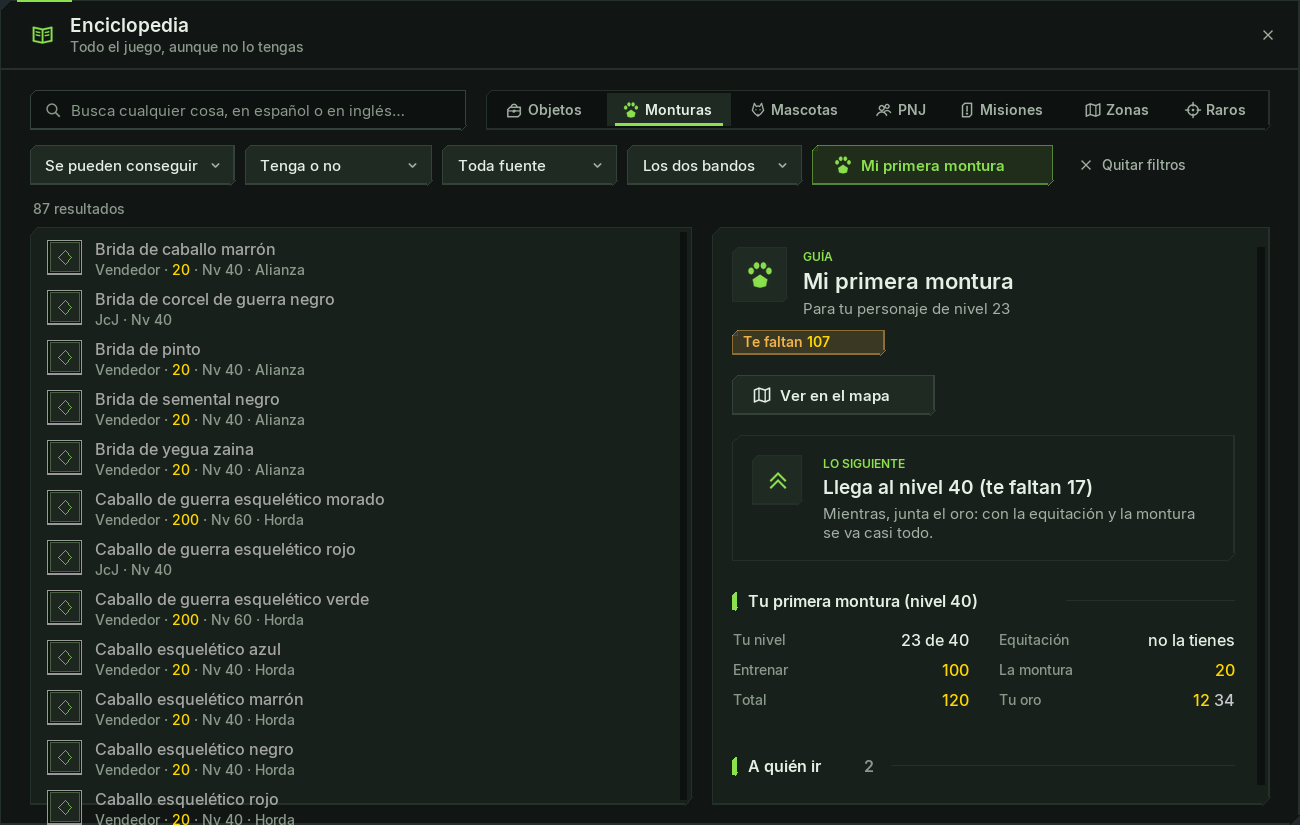 Enciclopedia
Todo el juego, aunque no lo tengas
Busca cualquier cosa, en español o en inglés...
Objetos
Monturas
Mascotas
PNJ
Misiones
Zonas
Raros
Se pueden conseguir
Tenga o no
Toda fuente
Los dos bandos
Mi primera montura
Quitar filtros
87 resultados
Brida de caballo marrón
Vendedor · 20 · Nv 40 · Alianza
Brida de corcel de guerra negro
JcJ · Nv 40
Brida de pinto
Vendedor · 20 · Nv 40 · Alianza
Brida de semental negro
Vendedor · 20 · Nv 40 · Alianza
Brida de yegua zaina
Vendedor · 20 · Nv 40 · Alianza
Caballo de guerra esquelético morado
Vendedor · 200 · Nv 60 · Horda
Caballo de guerra esquelético rojo
JcJ · Nv 40
Caballo de guerra esquelético verde
Vendedor · 200 · Nv 60 · Horda
Caballo esquelético azul
Vendedor · 20 · Nv 40 · Horda
Caballo esquelético marrón
Vendedor · 20 · Nv 40 · Horda
Caballo esquelético negro
Vendedor · 20 · Nv 40 · Horda
Caballo esquelético rojo
Vendedor · 20 · Nv 40 · Horda
GUÍA
Mi primera montura
Para tu personaje de nivel 23
Te faltan 107
Ver en el mapa
LO SIGUIENTE
Llega al nivel 40 (te faltan 17)
Mientras, junta el oro: con la equitación y la montura
se va casi todo.
Tu primera montura (nivel 40)
Tu nivel 23 de 40 Equitación no la tienes
Entrenar 100 La montura 20
Total 120 Tu oro 12 34
A quién ir 2